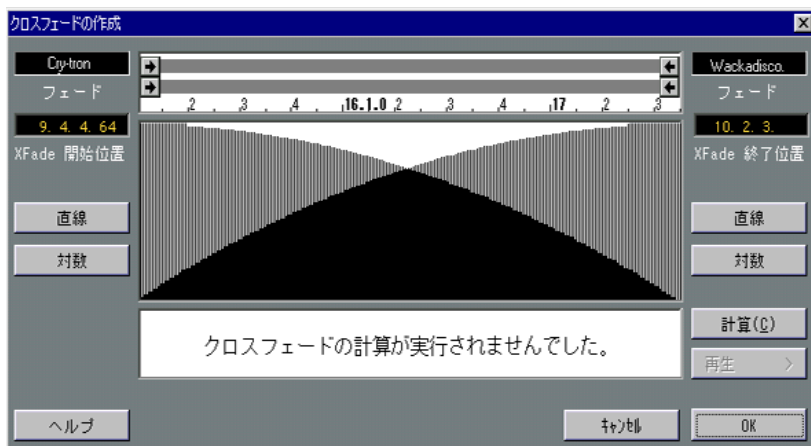 クロスフェードの作成
Cry-tron
フェード
9. 4. 4. 64
XFade 開始位置
直線
対数
,2 . ,3 . ,4 . ,16.1.0 ,2 . ,3 . ,4 . ,17 . ,2 . ,3 .
クロスフェードの計算が実行されませんでした。
Wackadisco.
フェード
10. 2. 3.
XFade 終了位置
直線
対数
計算(C)
再生 >
ヘルプ
キャンセル
OK